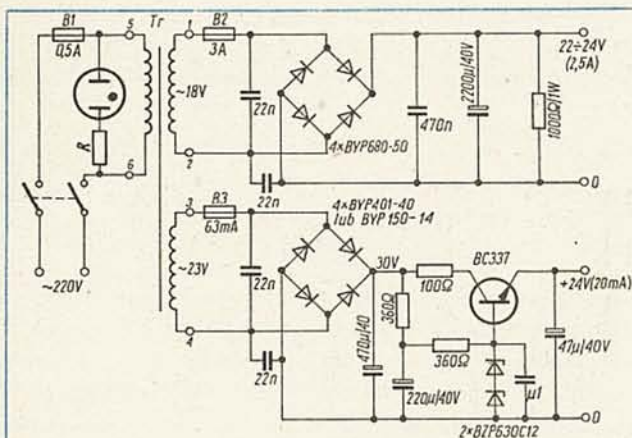 B1
0,5A
5
Tr
1
B2
3A
R
6
~18V
22n
4×BYP680-50
470n
2200μ/40V
1000Ω/1W
22÷24V
(2,5A)
2
22n
0
~220V
3
B3
63mA
4×BYP401-40
lub BYP150-14
~23V
22n
30V
100Ω
BC337
+24V(20mA)
360Ω
360Ω
470μ/40
220μ/40V
μ1
47μ/40V
4
22n
0
2×BZP630C12